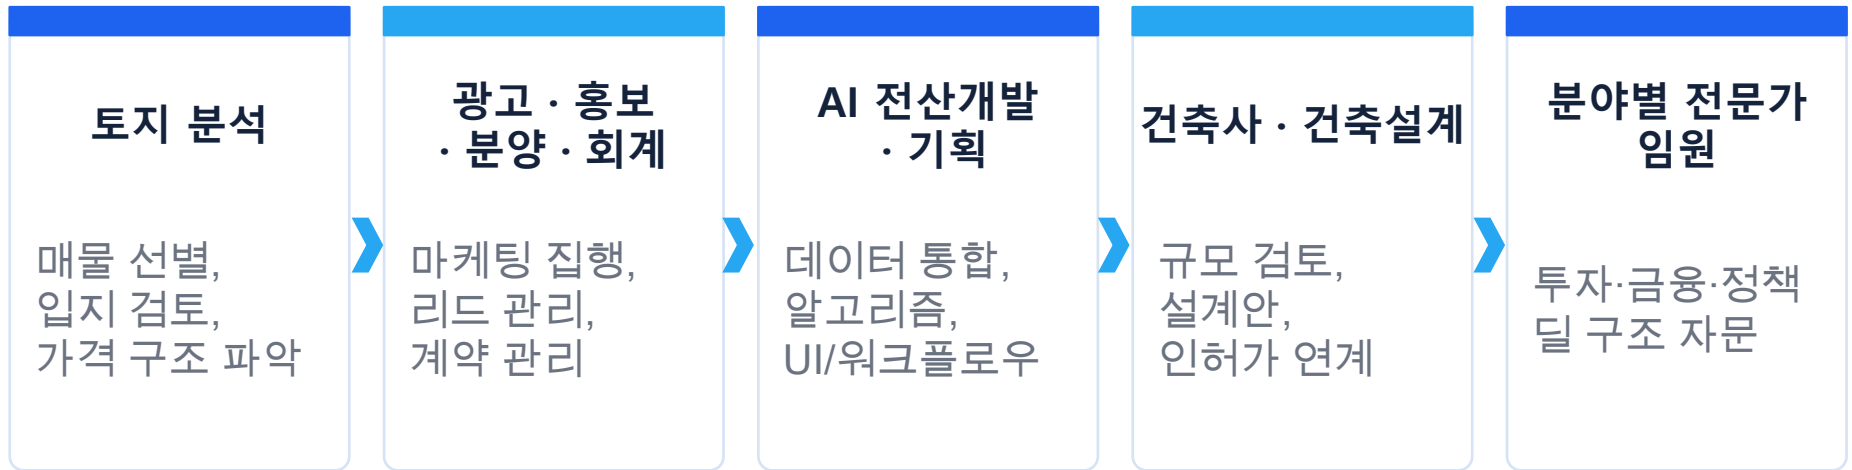 토지 분석
매물 선별,
입지 검토,
가격 구조 파악
광고 · 홍보
· 분양 · 회계
마케팅 집행,
리드 관리,
계약 관리
AI 전산개발
· 기획
데이터 통합,
알고리즘,
UI/워크플로우
건축사 · 건축설계
규모 검토,
설계안,
인허가 연계
분야별 전문가
임원
투자·금융·정책
딜 구조 자문